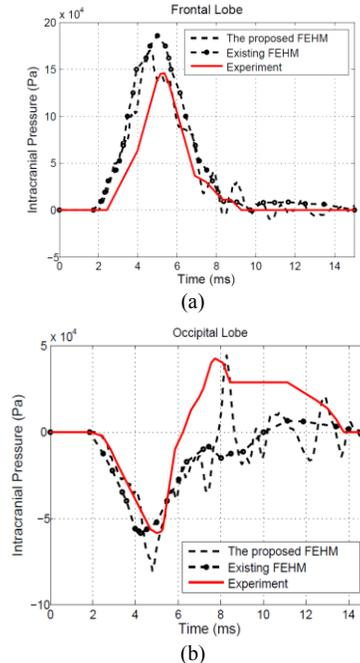 Frontal Lobe
x 10⁴
20
15
10
5
0
−5
Intracranial Pressure (Pa)
The proposed FEHM
Existing FEHM
Experiment
0 2 4 6 8 10 12 14
Time (ms)
(a)
Occipital Lobe
x 10⁴
5
0
−5
−10
Intracranial Pressure (Pa)
The proposed FEHM
Existing FEHM
Experiment
0 2 4 6 8 10 12 14
Time (ms)
(b)